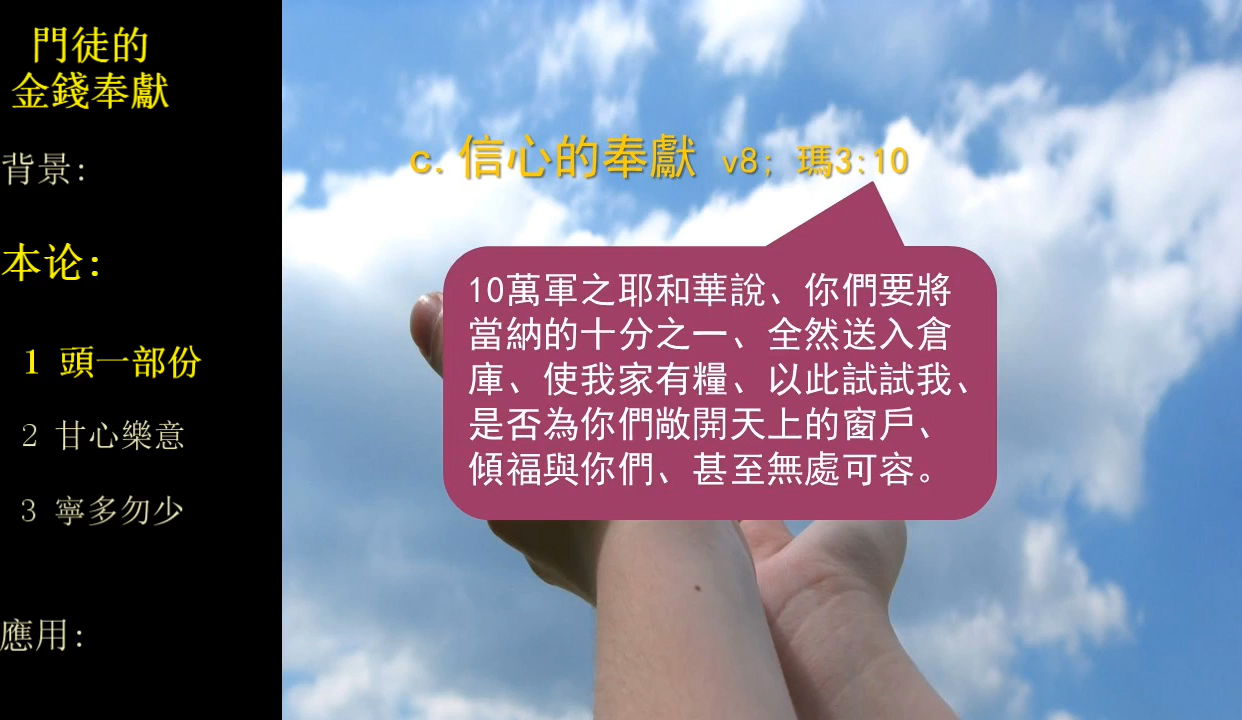 門徒的
金錢奉獻
背景:
本论:
1 頭一部份
2 甘心樂意
3 寧多勿少
應用:
c.信心的奉獻 v8; 瑪3:10
10萬軍之耶和華說、你們要將
當納的十分之一、全然送入倉
庫、使我家有糧、以此試試我、
是否為你們敞開天上的窗戶、
傾福與你們、甚至無處可容。